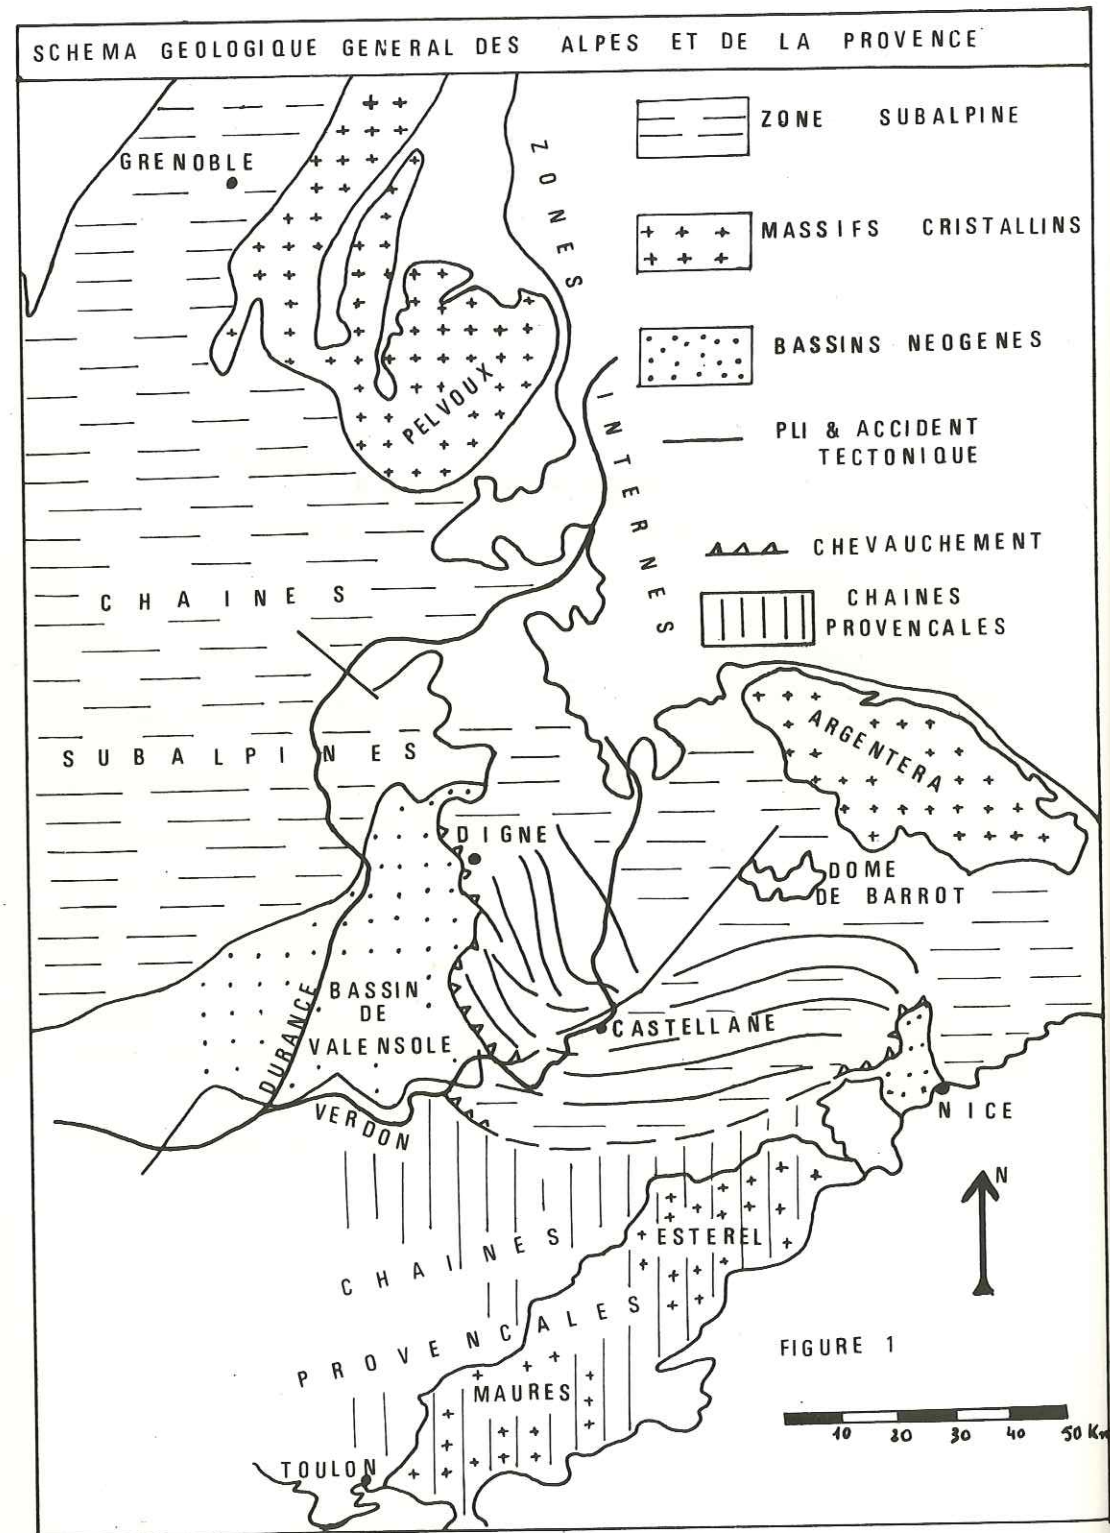 SCHEMA GEOLOGIQUE GENERAL DES ALPES ET DE LA PROVENCE
ZONE SUBALPINE
GRENOBLE
MASSIFS CRISTALLINS
ZONES INTERNES
BASSINS NEOGENES
PELVOUX
PLI & ACCIDENT
TECTONIQUE
CHEVAUCHEMENT
CHAINES
PROVENCALES
CHAINES
SUBALPINES
ARGENTERA
DIGNE
DOME
DE BARROT
DURANCE
BASSIN
DE
VALENSOLE
CASTELLANE
VERDON
NICE
N
ESTEREL
CHAINES
PROVENCALES
FIGURE 1
MAURES
10 20 30 40 50 Km
TOULON